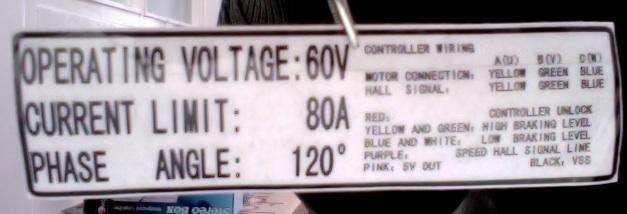 OPERATING VOLTAGE: 60V
CURRENT LIMIT: 80A
PHASE ANGLE: 120°
CONTROLLER WIRING
A(U) B(V) C(W)
MOTOR CONNECTION: YELLOW GREEN BLUE
HALL SIGNAL: YELLOW GREEN BLUE
RED: CONTROLLER UNLOCK
YELLOW AND GREEN: HIGH BRAKING LEVEL
BLUE AND WHITE: LOW BRAKING LEVEL
PURPLE: SPEED HALL SIGNAL LINE
PINK: 5V OUT BLACK: VSS
Stereo Box